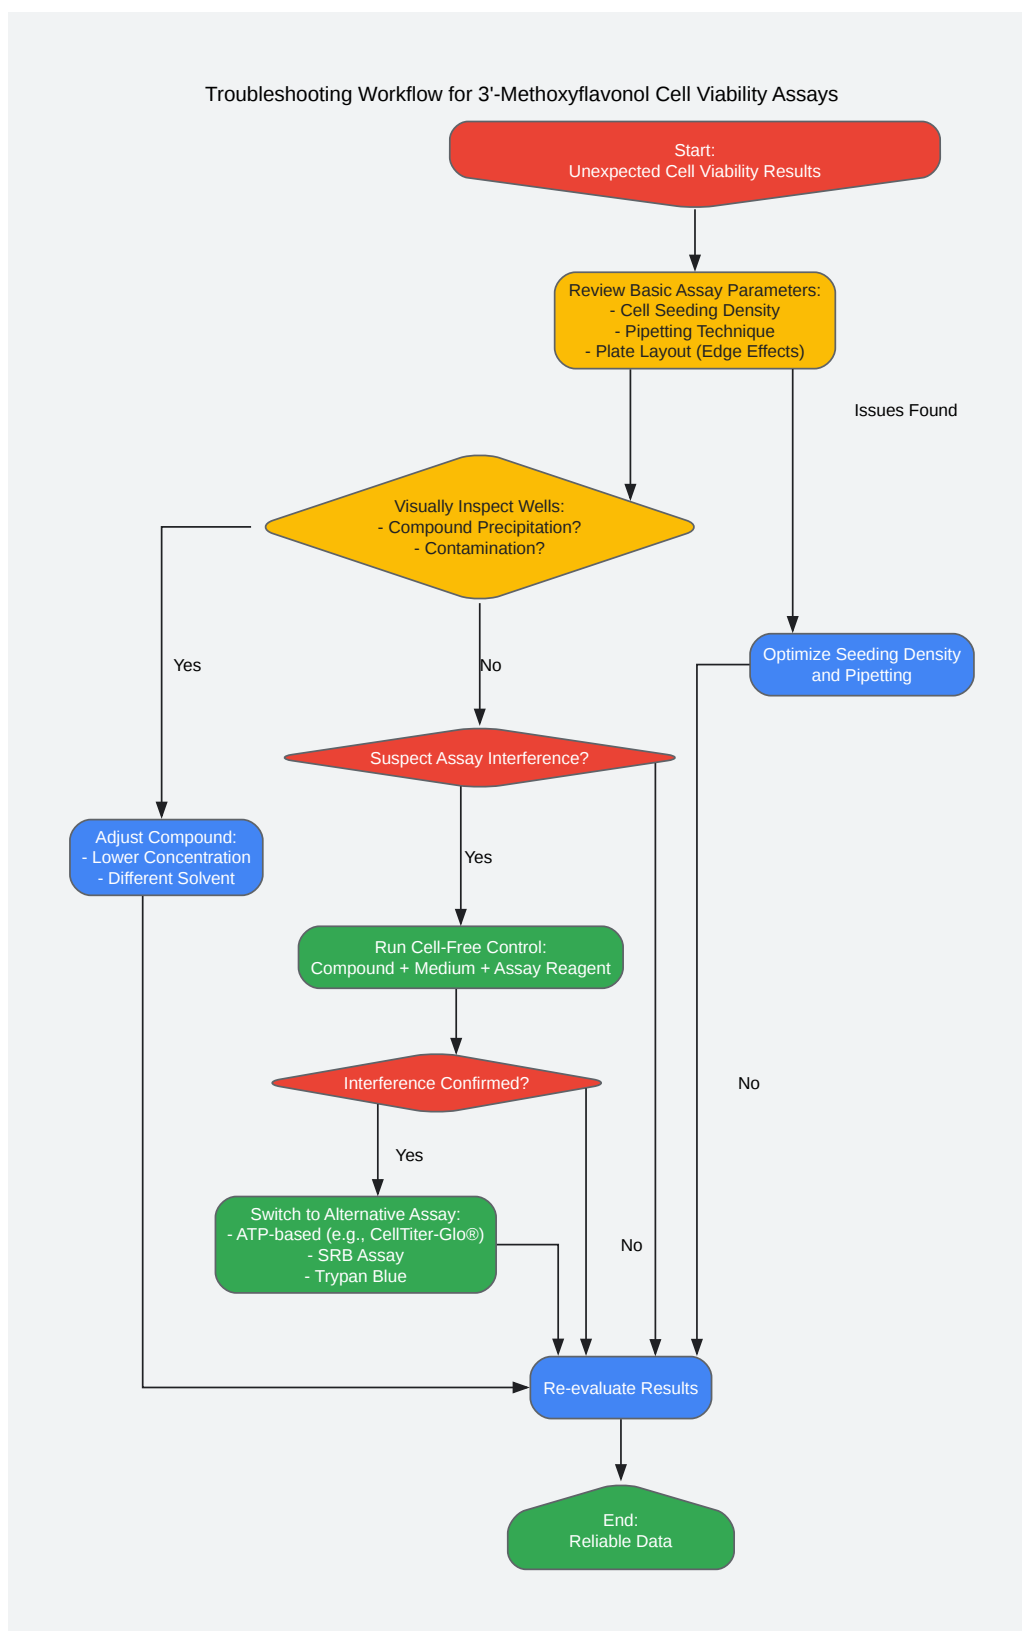 Troubleshooting Workflow for 3'-Methoxyflavonol Cell Viability Assays
Start:
Unexpected Cell Viability Results
Review Basic Assay Parameters:
- Cell Seeding Density
- Pipetting Technique
- Plate Layout (Edge Effects)
Issues Found
Visually Inspect Wells:
- Compound Precipitation?
- Contamination?
Yes
No
Optimize Seeding Density
and Pipetting
Suspect Assay Interference?
Adjust Compound:
- Lower Concentration
- Different Solvent
Yes
Run Cell-Free Control:
Compound + Medium + Assay Reagent
Interference Confirmed?
No
Yes
Switch to Alternative Assay:
- ATP-based (e.g., CellTiter-Glo®)
- SRB Assay
- Trypan Blue
No
Re-evaluate Results
End:
Reliable Data